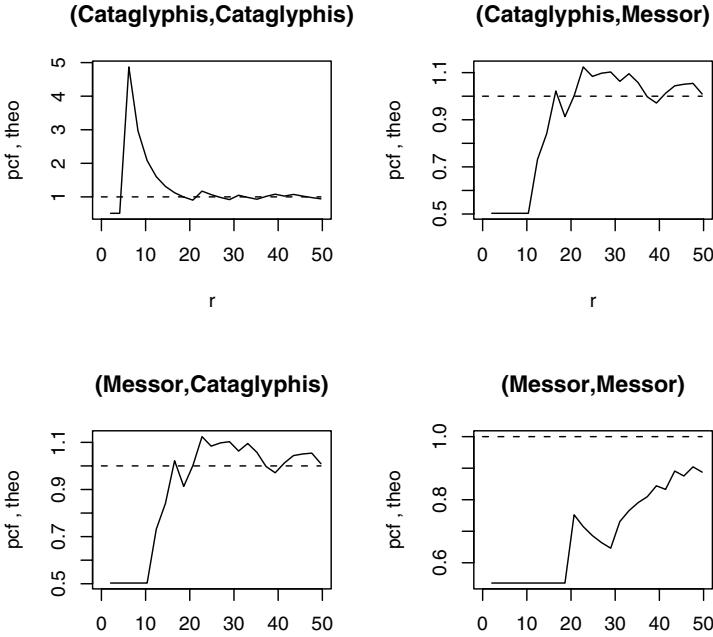 (Cataglyphis,Cataglyphis)
pcf , theo
5
4
3
2
1
0 10 20 30 40 50
r
(Cataglyphis,Messor)
pcf , theo
1.1
0.9
0.7
0.5
0 10 20 30 40 50
r
(Messor,Cataglyphis)
pcf , theo
1.1
0.9
0.7
0.5
0 10 20 30 40 50
(Messor,Messor)
pcf , theo
1.0
0.8
0.6
0 10 20 30 40 50